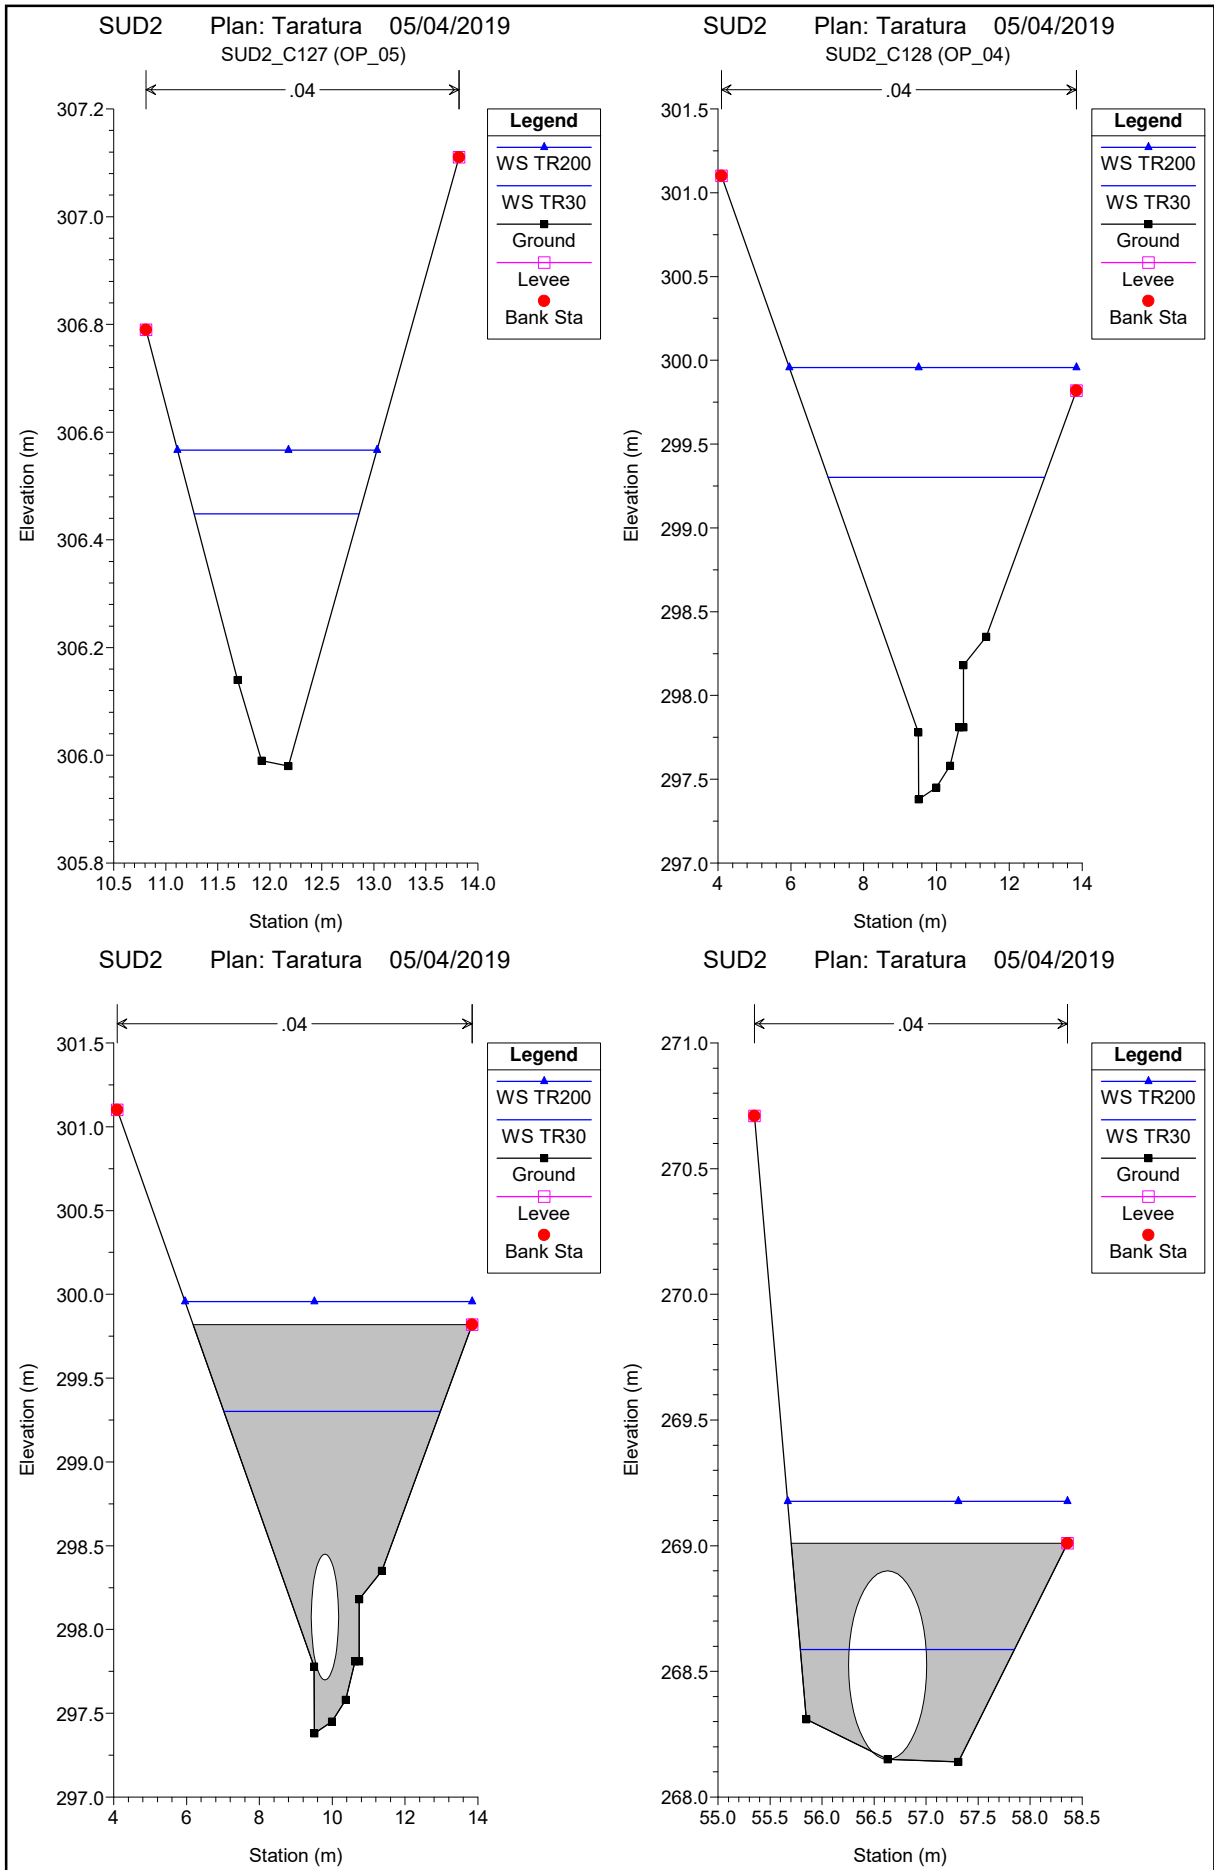 SUD2 Plan: Taratura 05/04/2019
SUD2_C127 (OP_05)
.04
307.2
307.0
306.8
306.6
306.4
306.2
306.0
305.8
10.5 11.0 11.5 12.0 12.5 13.0 13.5 14.0
Station (m)
Elevation (m)
Legend
WS TR200
WS TR30
Ground
Levee
Bank Sta
SUD2 Plan: Taratura 05/04/2019
SUD2_C128 (OP_04)
.04
301.5
301.0
300.5
300.0
299.5
299.0
298.5
298.0
297.5
297.0
4 6 8 10 12 14
Station (m)
Elevation (m)
Legend
WS TR200
WS TR30
Ground
Levee
Bank Sta
SUD2 Plan: Taratura 05/04/2019
.04
301.5
301.0
300.5
300.0
299.5
299.0
298.5
298.0
297.5
297.0
4 6 8 10 12 14
Station (m)
Elevation (m)
Legend
WS TR200
WS TR30
Ground
Levee
Bank Sta
SUD2 Plan: Taratura 05/04/2019
.04
271.0
270.5
270.0
269.5
269.0
268.5
268.0
55.0 55.5 56.0 56.5 57.0 57.5 58.0 58.5
Station (m)
Elevation (m)
Legend
WS TR200
WS TR30
Ground
Levee
Bank Sta